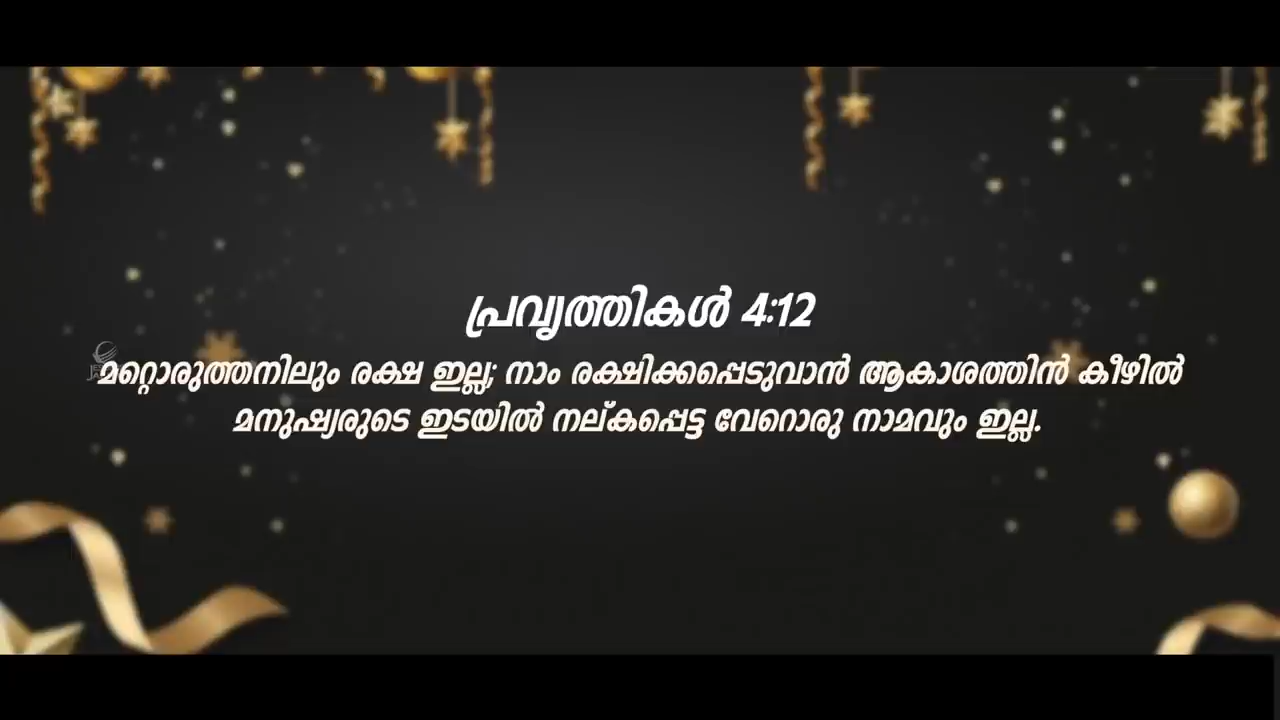 പ്രവൃത്തികൾ 4:12
മറ്റൊരുത്തനിലും രക്ഷ ഇല്ല; നാം രക്ഷിക്കപ്പെടുവാൻ ആകാശത്തിൻ കീഴിൽ
മനുഷ്യരുടെ ഇടയിൽ നല്കപ്പെട്ട വേറൊരു നാമവും ഇല്ല.